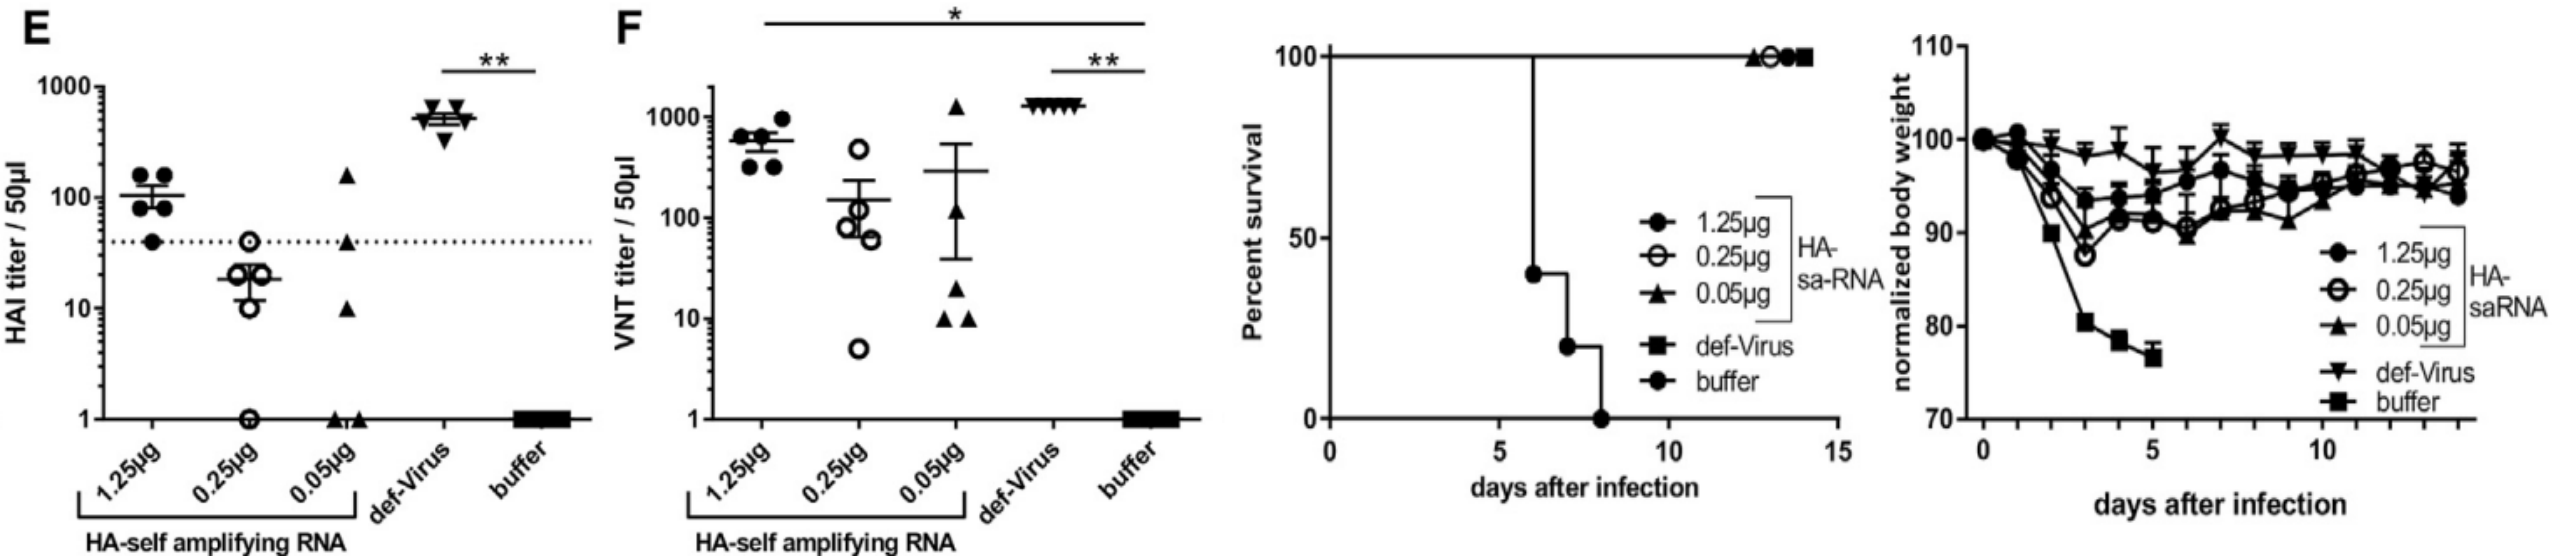 E
**
1000
100
10
1
HAI titer / 50µl
1.25µg
0.25µg
0.05µg
def-Virus
buffer
HA-self amplifying RNA
F
*
**
1000
100
10
1
VNT titer / 50µl
1.25µg
0.25µg
0.05µg
def-Virus
buffer
HA-self amplifying RNA
100
50
0
Percent survival
0 5 10 15
days after infection
1.25µg
0.25µg
0.05µg
HA-
sa-RNA
def-Virus
buffer
110
100
90
80
70
normalized body weight
0 5 10
days after infection
1.25µg
0.25µg
0.05µg
HA-
saRNA
def-Virus
buffer